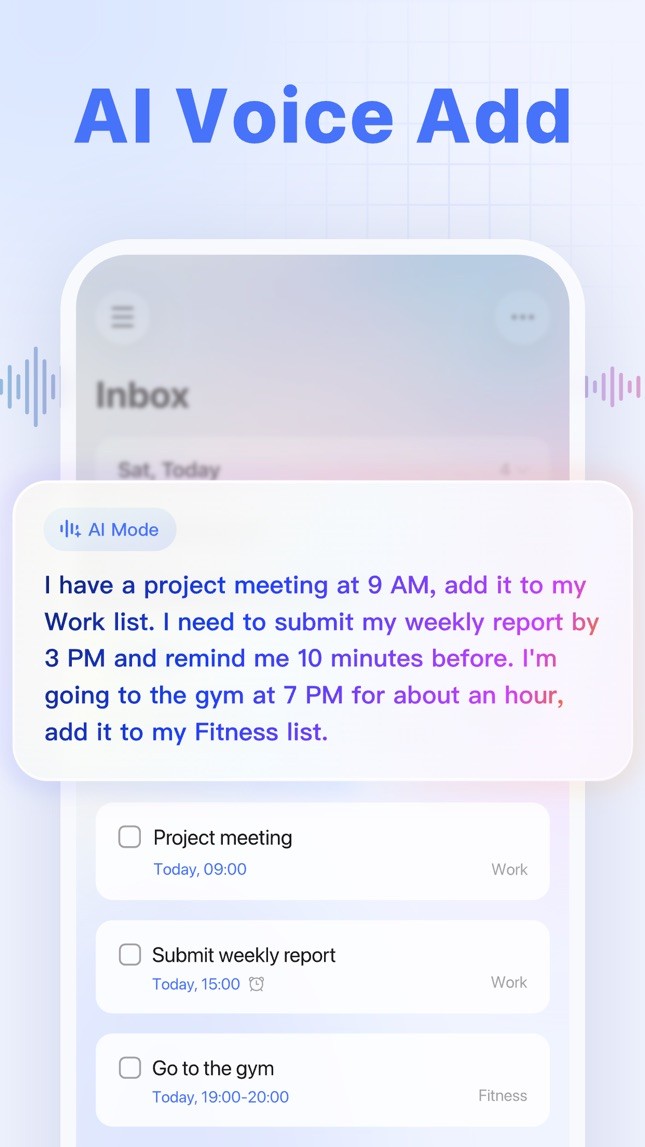 AI Voice Add
Inbox
Sat, Today
4
AI Mode
I have a project meeting at 9 AM, add it to my
Work list. I need to submit my weekly report by
3 PM and remind me 10 minutes before. I'm
going to the gym at 7 PM for about an hour,
add it to my Fitness list.
Project meeting
Today, 09:00
Work
Submit weekly report
Today, 15:00
Work
Go to the gym
Today, 19:00-20:00
Fitness